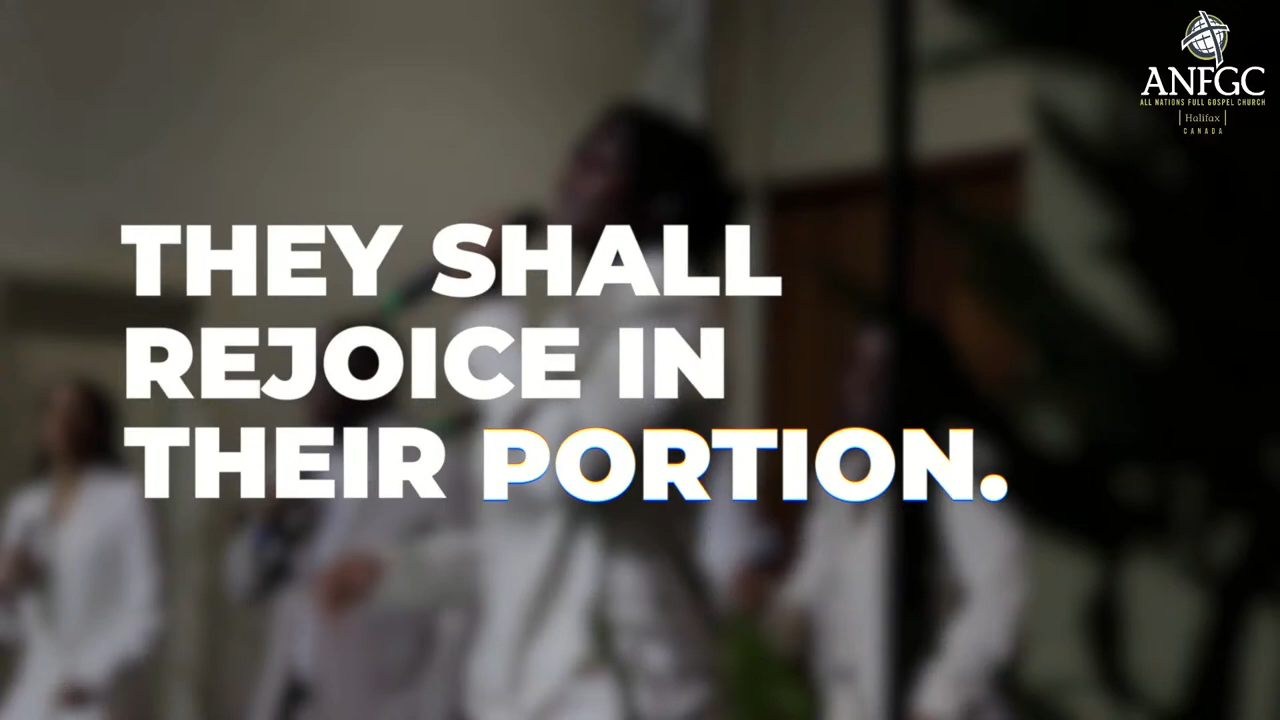 ANFGC
ALL NATIONS FULL GOSPEL CHURCH
| Halifax |
CANADA
THEY SHALL
REJOICE IN
THEIR PORTION.